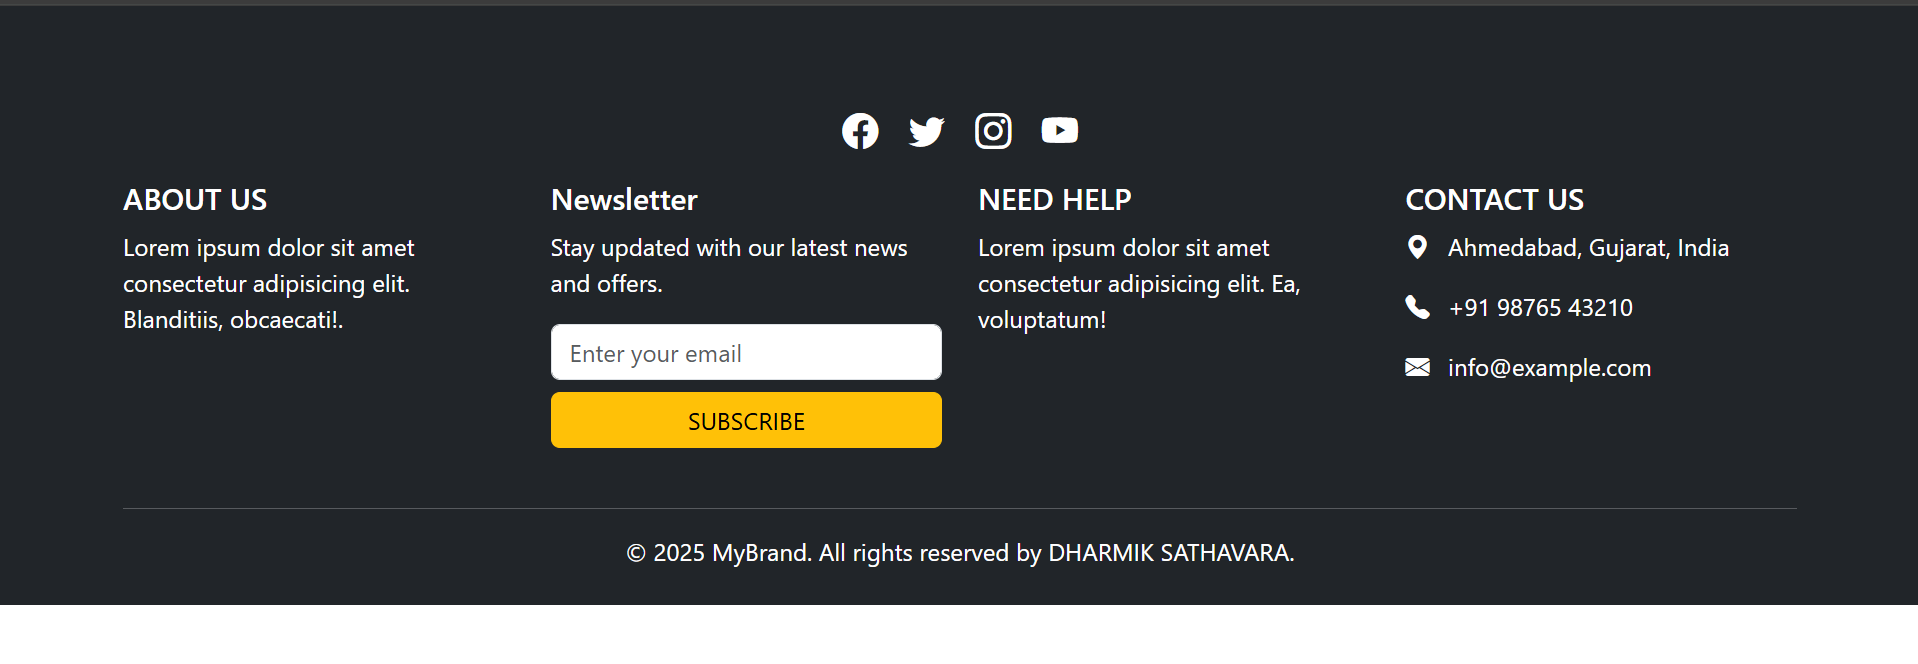 ABOUT US
Lorem ipsum dolor sit amet
consectetur adipisicing elit.
Blanditiis, obcaecati!.
Newsletter
Stay updated with our latest news
and offers.
Enter your email
SUBSCRIBE
NEED HELP
Lorem ipsum dolor sit amet
consectetur adipisicing elit. Ea,
voluptatum!
CONTACT US
Ahmedabad, Gujarat, India
+91 98765 43210
info@example.com
© 2025 MyBrand. All rights reserved by DHARMIK SATHAVARA.